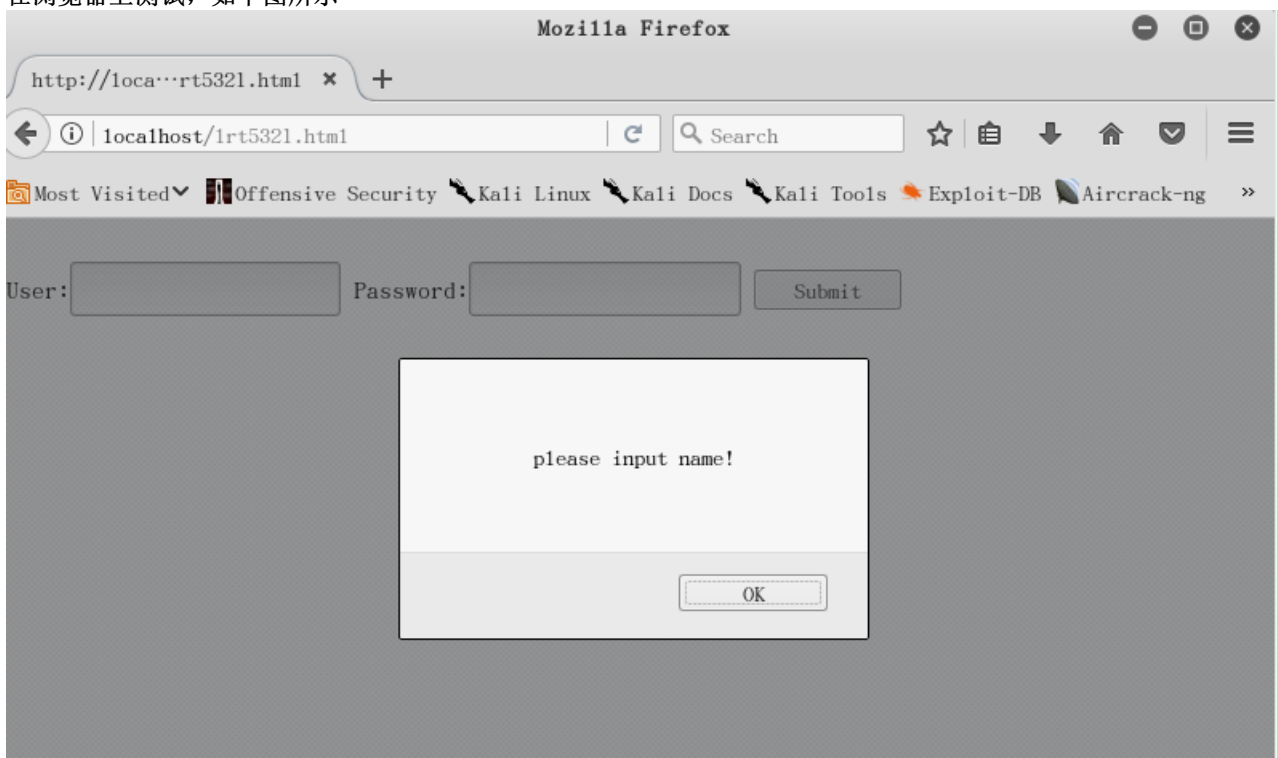 在浏览器上测试，如下图所示
Mozilla Firefox
http://loca···rt5321.html
localhost/lrt5321.html
Search
Most Visited Offensive Security Kali Linux Kali Docs Kali Tools Exploit-DB Aircrack-ng »
User: Password: Submit
please input name!
OK